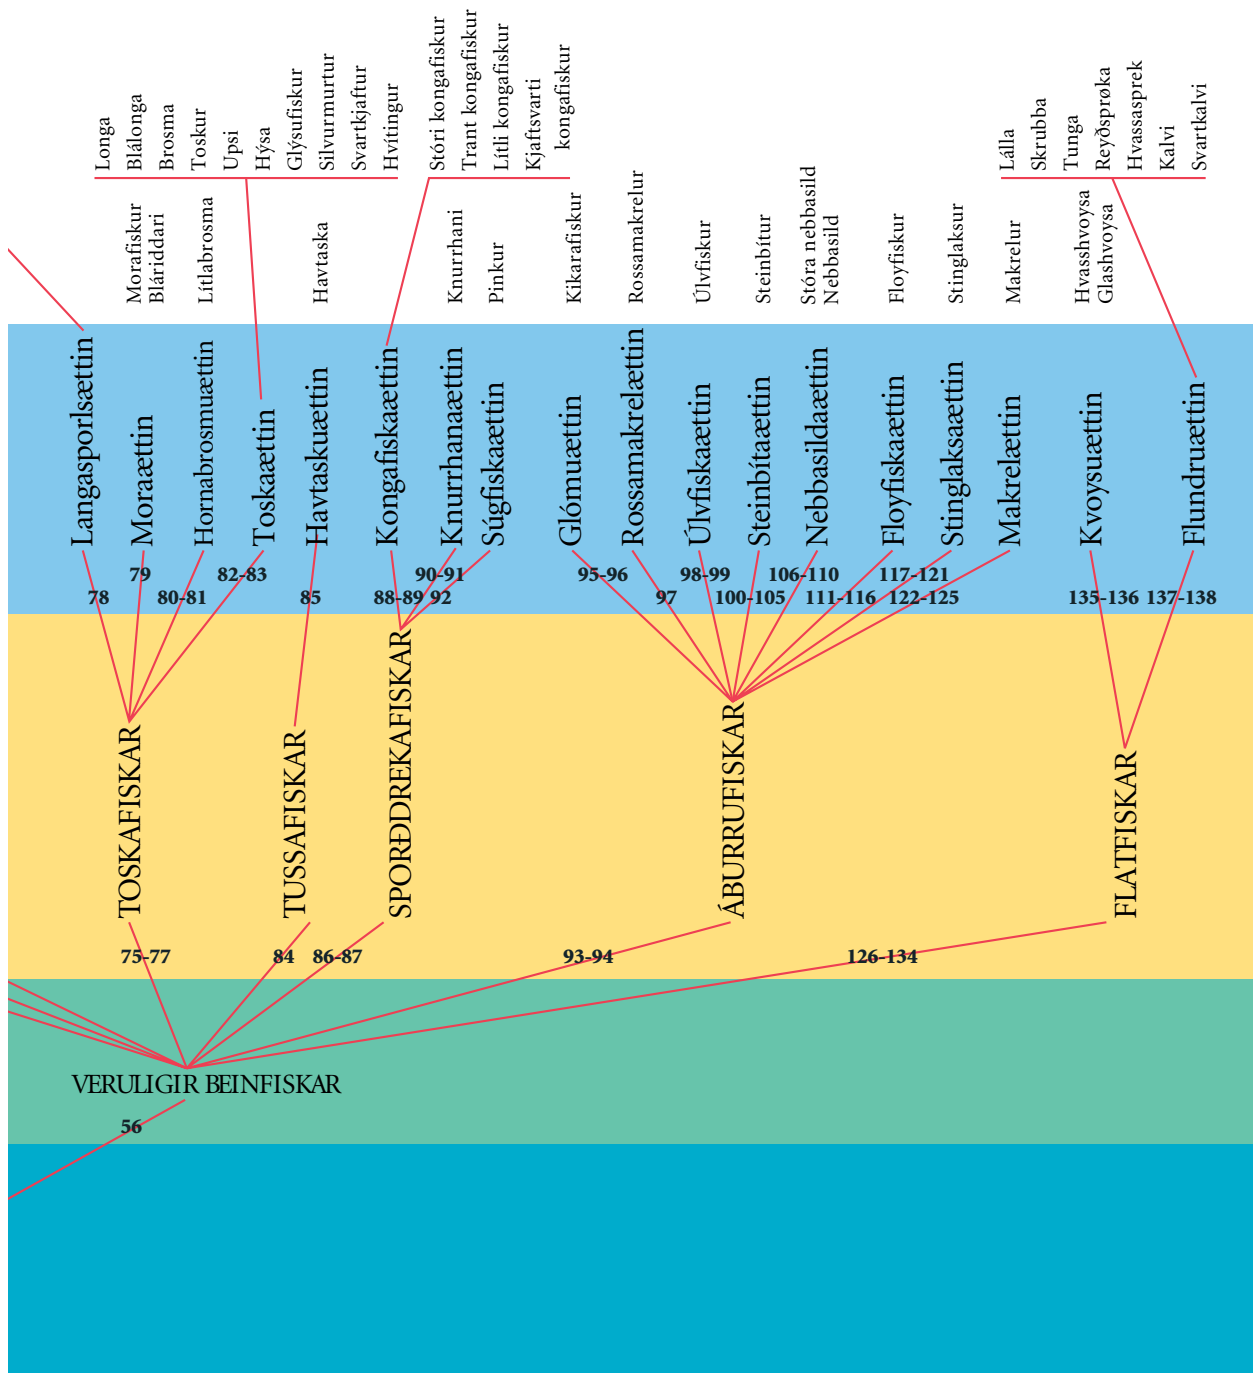 Longa
Blálonga
Brosma
Toskur
Upsi
Hýsa
Glýsufiskur
Silvurmurtur
Svartkjaftur
Hvítingur
Stóri kongafiskur
Trant kongafiskur
Lítli kongafiskur
Kjaftsvarti
kongafiskur
Lálla
Skrubba
Tunga
Reyðsprøka
Hvassasprek
Kalvi
Svartkalvi
Morafiskur
Bláriddari
Lítlabrosma
Havtaska
Knurrhani
Pinkur
Kikarafiskur
Rossamakrelur
Úlvfiskur
Steinbítur
Stóra nebbasild
Nebbasild
Floyfiskur
Stinglaksur
Makrelur
Hvasshvoysa
Glashvoysa
Langasporlsættin
Moraættin
Hornabrosmuættin
Toskaættin
Havtaskuættin
Kongafiskaættin
Knurrhanaættin
Súgfiskaættin
Glómuættin
Rossamakrelættin
Úlvfiskaættin
Steinbítaættin
Nebbasildaættin
Floyfiskaættin
Stinglaksaættin
Makrelættin
Kvoysuættin
Flundruættin
79
82-83
90-91
95-96
98-99
106-110
117-121
78
80-81
85
88-89
92
97
100-105
111-116
122-125
135-136
137-138
TOSKAFISKAR
TUSSAFISKAR
SPORÐDREKAFISKAR
ÁBURRUFISKAR
FLATFISKAR
75-77
84
86-87
93-94
126-134
VERULIGIR BEINFISKAR
56